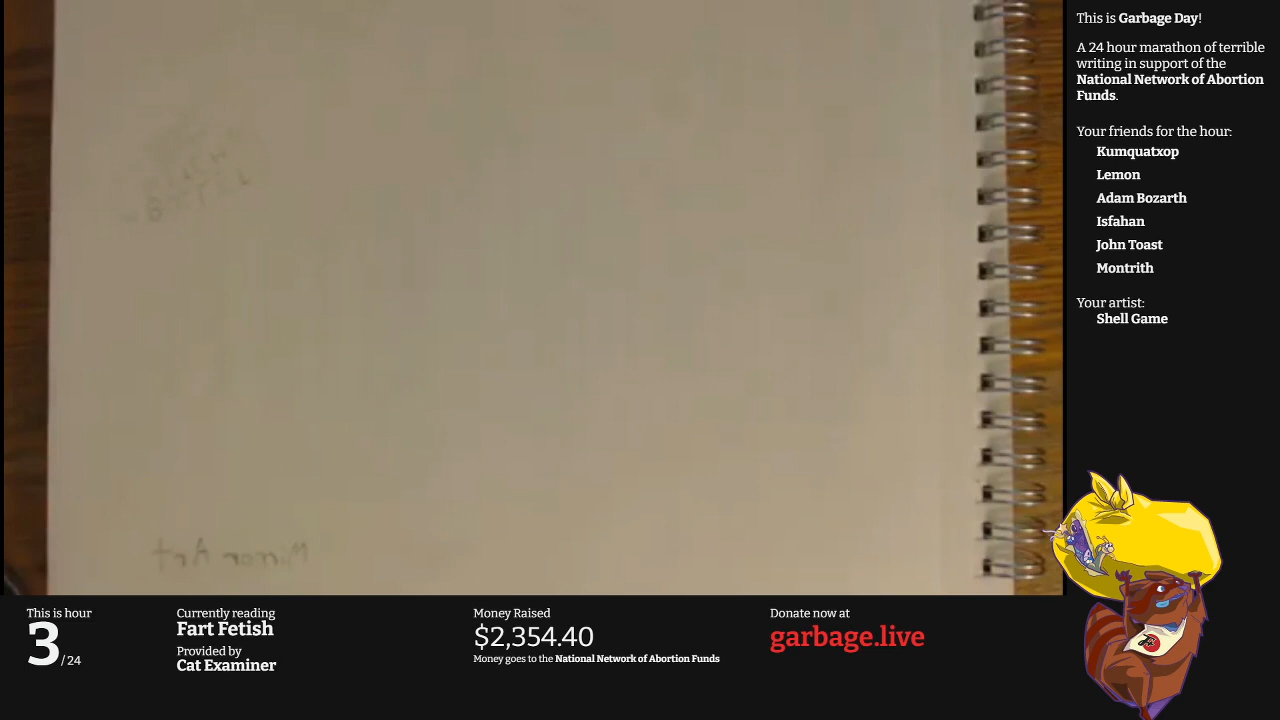 This is Garbage Day!
A 24 hour marathon of terrible
writing in support of the
National Network of Abortion
Funds.
Your friends for the hour:
Kumquatxop
Lemon
Adam Bozarth
Isfahan
John Toast
Montrith
Your artist:
Shell Game
Mirror Art
This is hour
3/24
Currently reading
Fart Fetish
Provided by
Cat Examiner
Money Raised
$2,354.40
Money goes to the National Network of Abortion Funds
Donate now at
garbage.live